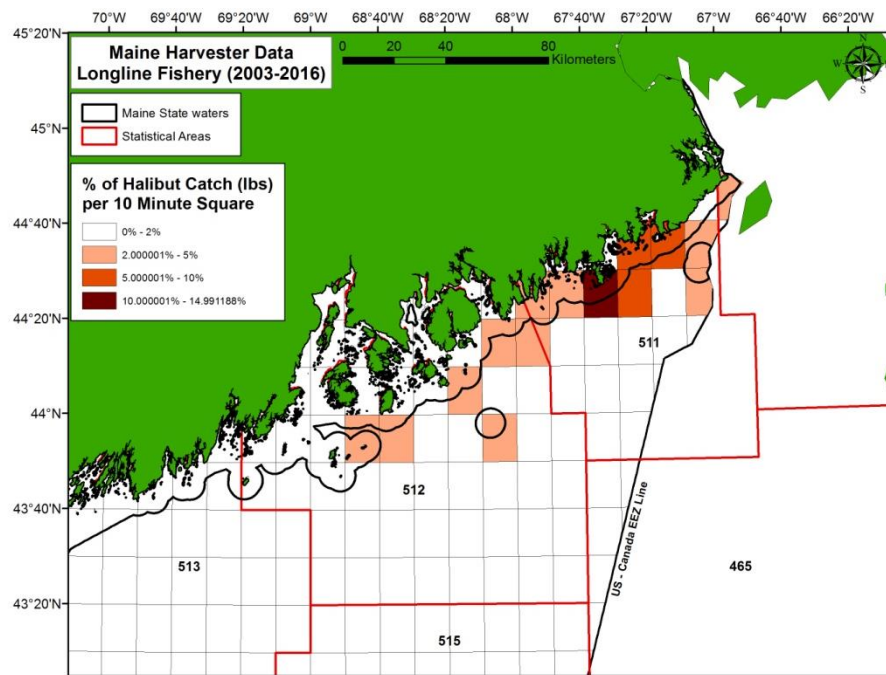 70°W 69°40'W 69°20'W 69°W 68°40'W 68°20'W 68°W 67°40'W 67°20'W 67°W 66°40'W 66°20'W
45°20'N
Maine Harvester Data
Longline Fishery (2003-2016)
0 20 40 80
Kilometers
N
W E
S
Maine State waters
Statistical Areas
45°N
% of Halibut Catch (lbs)
per 10 Minute Square
0% - 2%
2.000001% - 5%
5.000001% - 10%
10.000001% - 14.991188%
44°40'N
44°20'N
511
44°N
512
43°40'N
US - Canada EEZ Line
513
465
43°20'N
515